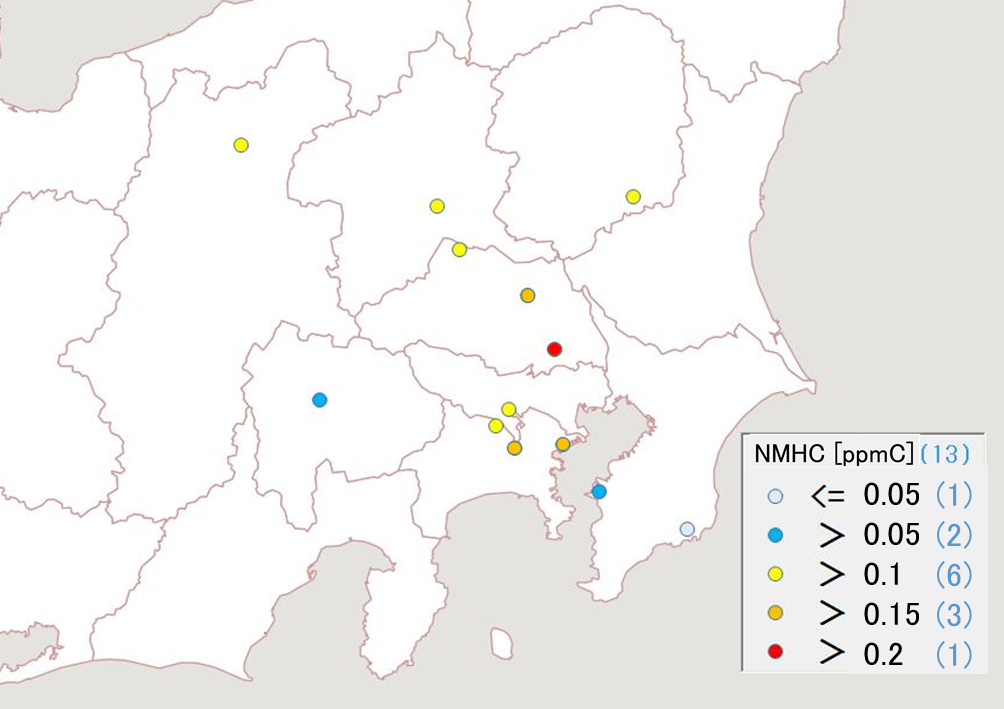 NMHC [ppmC] (13)
<= 0.05 (1)
> 0.05 (2)
> 0.1 (6)
> 0.15 (3)
> 0.2 (1)